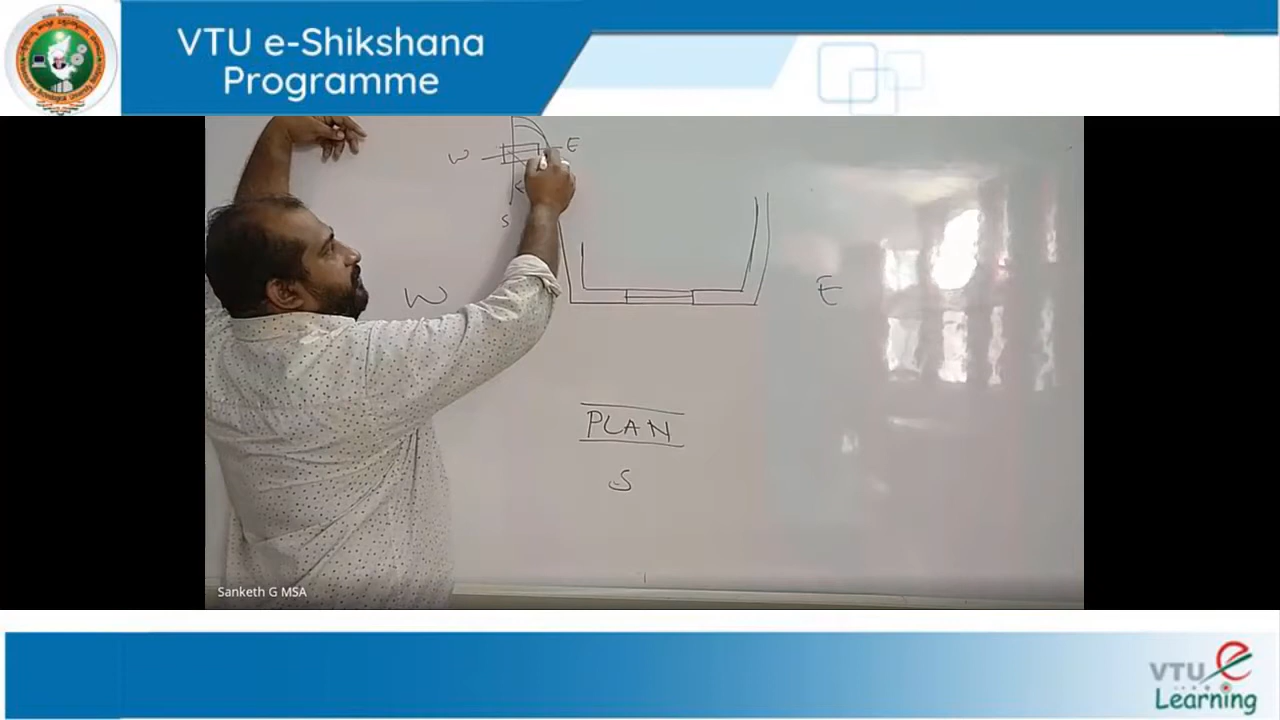 VTU e-Shikshana
Programme
W
E
S
W
E
PLAN
S
Sanketh G MSA
VTU
Learning